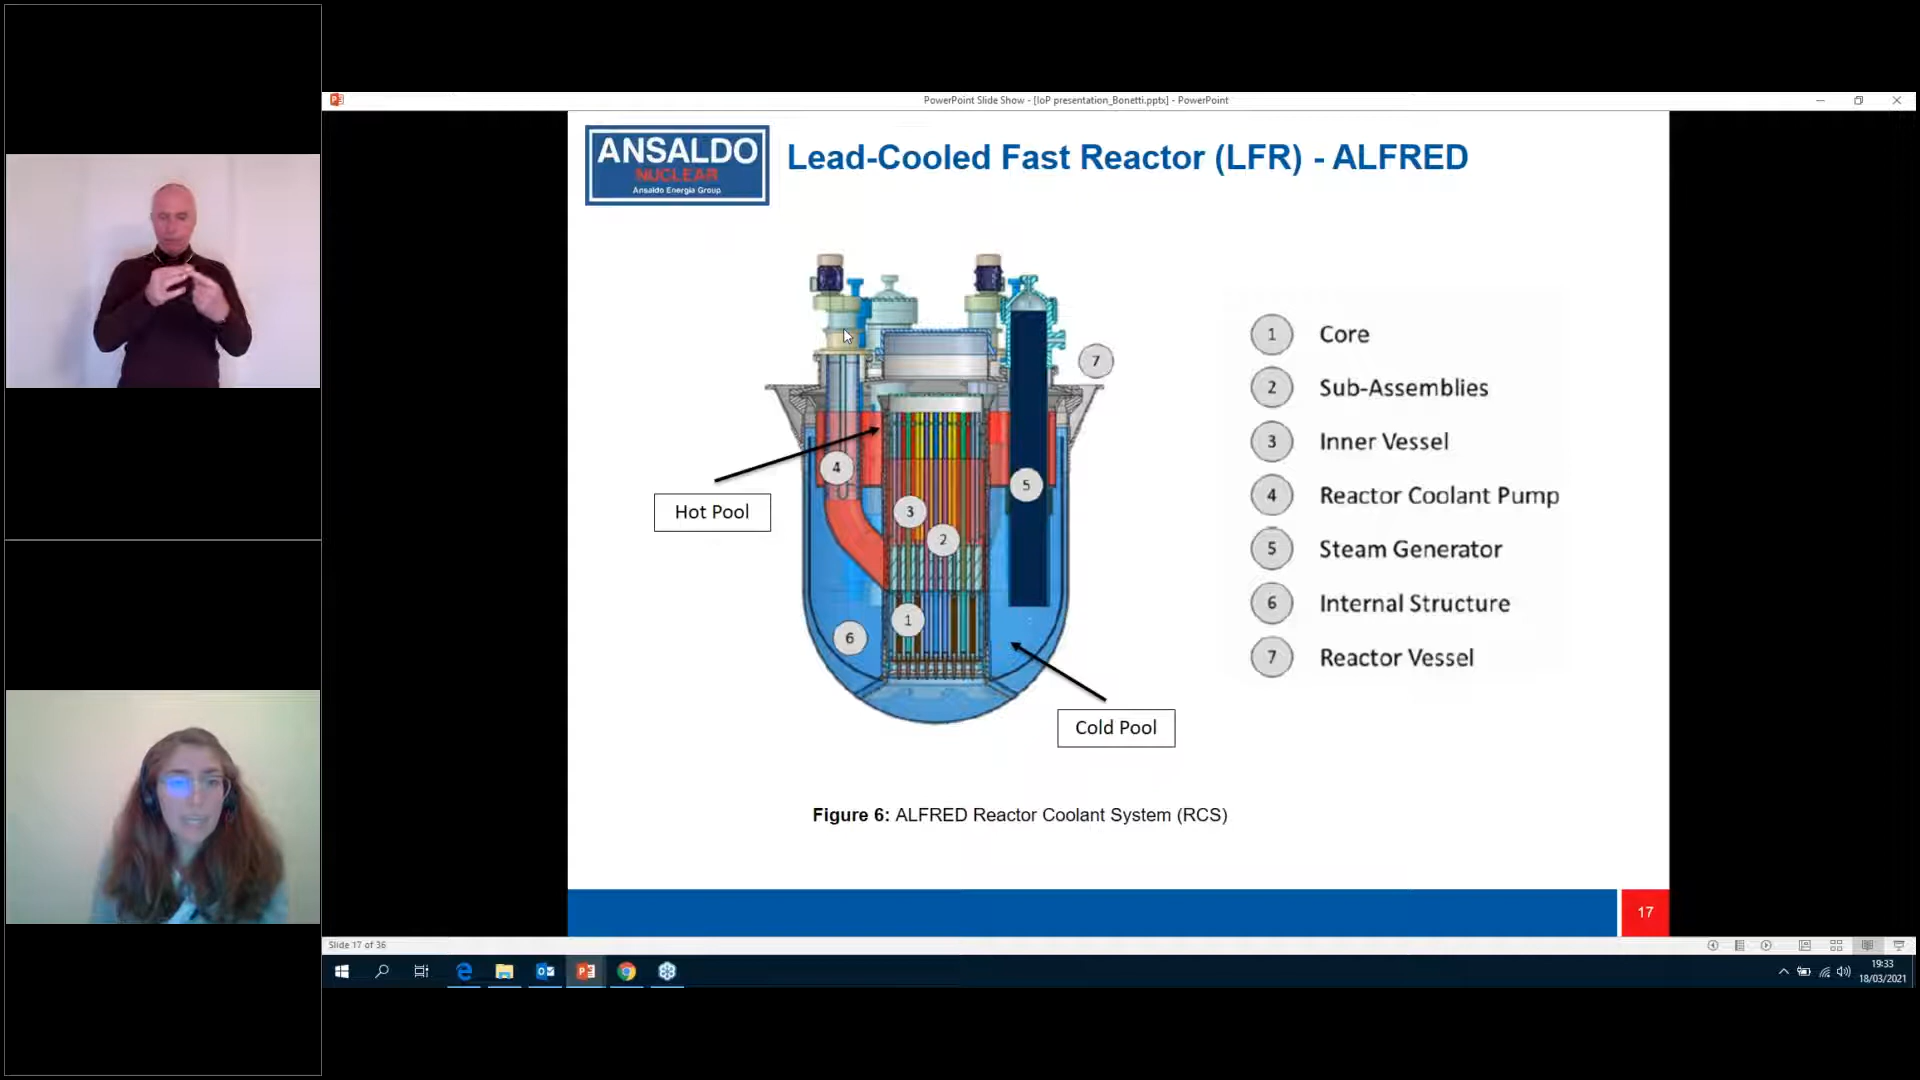 PowerPoint Slide Show - [IoP presentation_Bonetti.pptx] - PowerPoint
ANSALDO
NUCLEAR
Ansaldo Energia Group
Lead-Cooled Fast Reactor (LFR) - ALFRED
7
4
5
3
2
1
6
Hot Pool
Cold Pool
1 Core
2 Sub-Assemblies
3 Inner Vessel
4 Reactor Coolant Pump
5 Steam Generator
6 Internal Structure
7 Reactor Vessel
Figure 6: ALFRED Reactor Coolant System (RCS)
17
Slide 17 of 36
19:33
18/03/2021